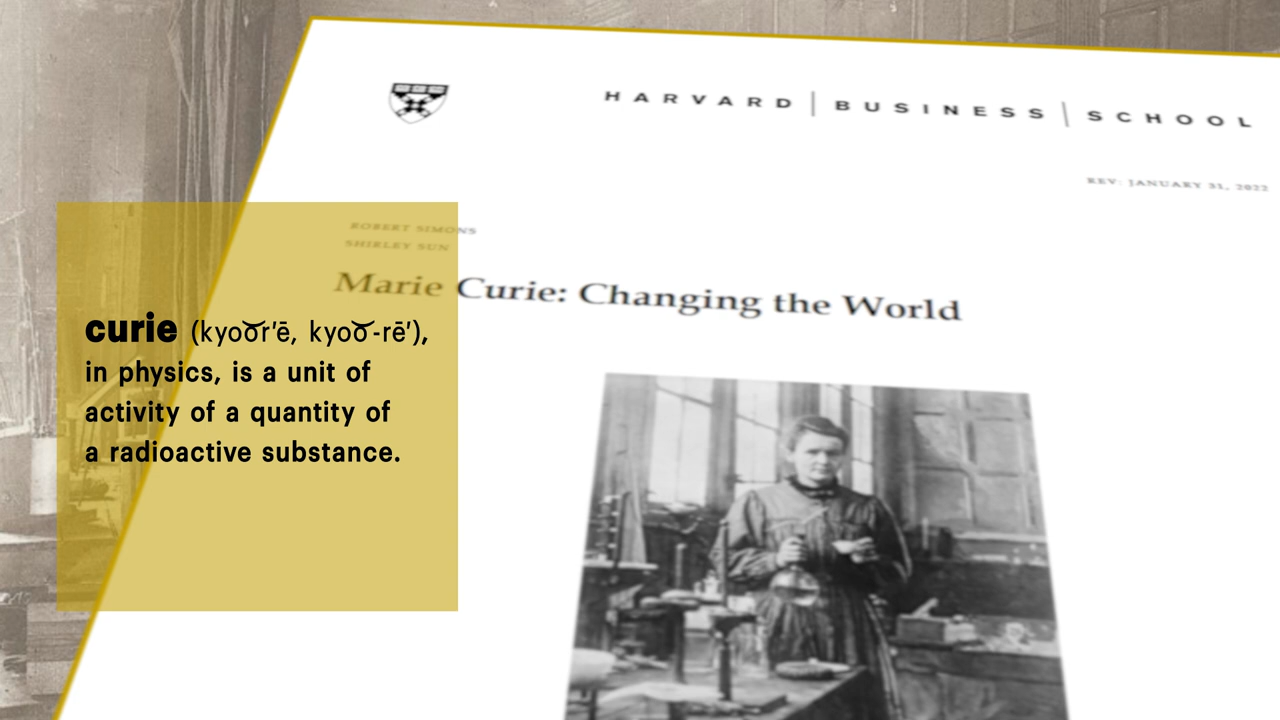 HARVARD | BUSINESS | SCHOOL
REV: JANUARY 31, 2022
ROBERT SIMONS
SHIRLEY SUN
Marie Curie: Changing the World
curie (kyo͝or′ē, kyo͝o-rē′),
in physics, is a unit of
activity of a quantity of
a radioactive substance.